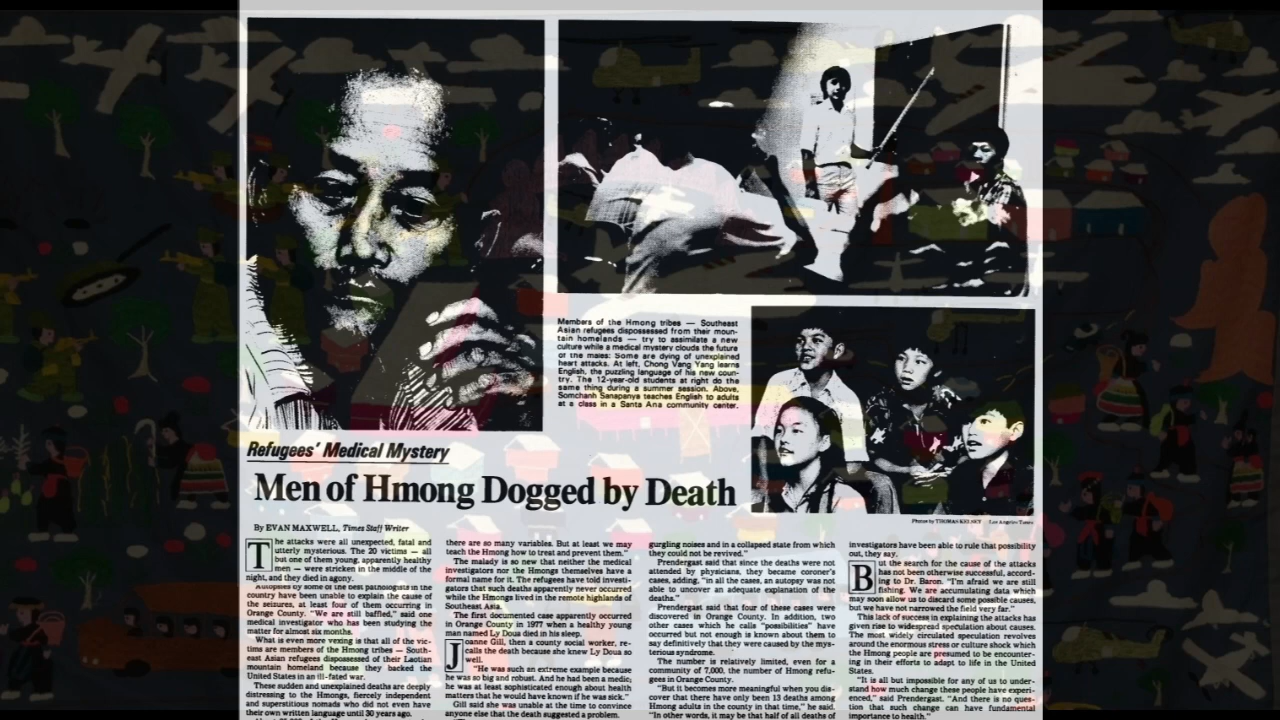 Members of the Hmong tribes — Southeast
Asian refugees dispossessed from their moun-
tain homelands — try to assimilate a new
culture while a medical mystery clouds the future
of the males: Some are dying of unexplained
heart attacks. At left, Chong Vang Yang learns
English, the puzzling language of his new coun-
try. The 12-year-old students at right do the
same thing during a summer session. Above,
Somchanh Sanapanya teaches English to adults
at a class in a Santa Ana community center.
Refugees' Medical Mystery
Men of Hmong Dogged by Death
Photos by THOMAS KELSEY Los Angeles Times
By EVAN MAXWELL, Times Staff Writer
The attacks were all unexpected, fatal and
utterly mysterious. The 20 victims — all
but one of them young, apparently healthy
men — were stricken in the middle of the
night, and they died in agony.
Autopsies by some of the best pathologists in the
country have been unable to explain the cause of
the seizures, at least four of them occurring in
Orange County. "We are still baffled," said one
medical investigator who has been studying the
matter for almost six months.
What is even more vexing is that all of the vic-
tims are members of the Hmong tribes — South-
east Asian refugees dispossessed of their Laotian
mountain homeland because they backed the
United States in an ill-fated war.
These sudden and unexplained deaths are deeply
distressing to the Hmong, fiercely independent
and superstitious nomads who did not even have
their own written language until 30 years ago.
there are so many variables. But at least we may
teach the Hmong how to treat and prevent them."
The malady is so new that neither the medical
investigators nor the Hmongs themselves have a
formal name for it. The refugees have told investi-
gators that such deaths apparently never occurred
while the Hmongs lived in the remote highlands of
Southeast Asia.
The first documented case apparently occurred
in Orange County in 1977 when a healthy young
man named Ly Doua died in his sleep.
Joanne Gill, then a county social worker, re-
calls the death because she knew Ly Doua so
well.
"He was such an extreme example because
he was so big and robust. And he had been a medic;
he was at least sophisticated enough about health
matters that he would have known if he was sick."
Gill said she was unable at the time to convince
anyone else that the death suggested a problem.
gurgling noises and in a collapsed state from which
they could not be revived."
Prendergast said that since the deaths were not
attended by physicians, they became coroner's
cases, adding, "in all the cases, an autopsy was not
able to uncover an adequate explanation of the
deaths."
Prendergast said that four of these cases were
discovered in Orange County. In addition, two
other cases which he calls "possibilities" have
occurred but not enough is known about them to
say definitively that they were caused by the mys-
terious syndrome.
The number is relatively limited, even for a
community of 7,000, the number of Hmong refu-
gees in Orange County.
"But it becomes more meaningful when you dis-
cover that there have only been 13 deaths among
Hmong adults in the county in that time," he said.
"In other words, it may be that half of all deaths of
investigators have been able to rule that possibility
out, they say.
But the search for the cause of the attacks
has not been otherwise successful, accord-
ing to Dr. Baron. "I'm afraid we are still
fishing. We are accumulating data which
may soon allow us to discard some possible causes,
but we have not narrowed the field very far."
This lack of success in explaining the attacks has
given rise to widespread speculation about causes.
The most widely circulated speculation revolves
around the enormous stress or culture shock which
the Hmong people are presumed to be encounter-
ing in their efforts to adapt to life in the United
States.
"It is all but impossible for any of us to under-
stand how much change these people have experi-
enced," said Prendergast. "And there is no ques-
tion that such change can have fundamental
importance to health."